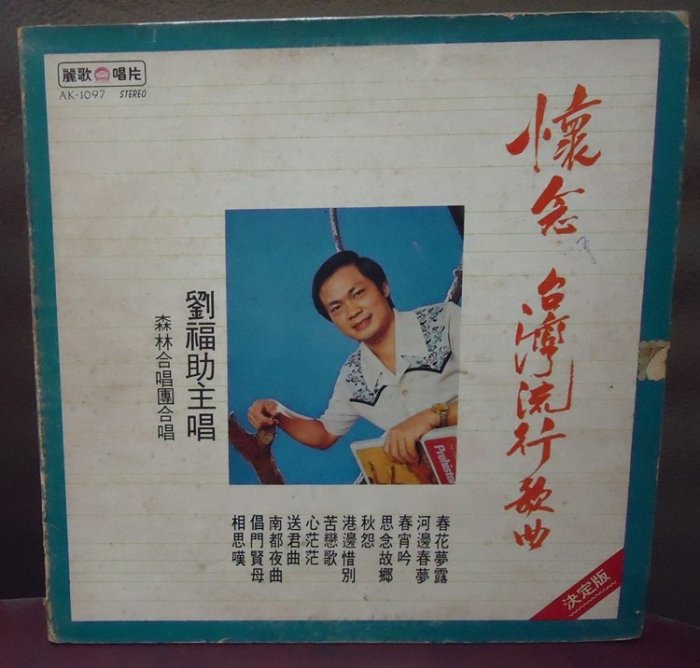 麗歌唱片
AK-1097 STEREO
懷念
台灣流行歌曲
劉福助主唱
森林合唱團合唱
Prehisto
春花夢露
河邊春夢
春宵吟
思念故鄉
秋怨
港邊惜別
苦戀歌
心茫茫
送君曲
南都夜曲
倡門賢母
相思嘆
決定版